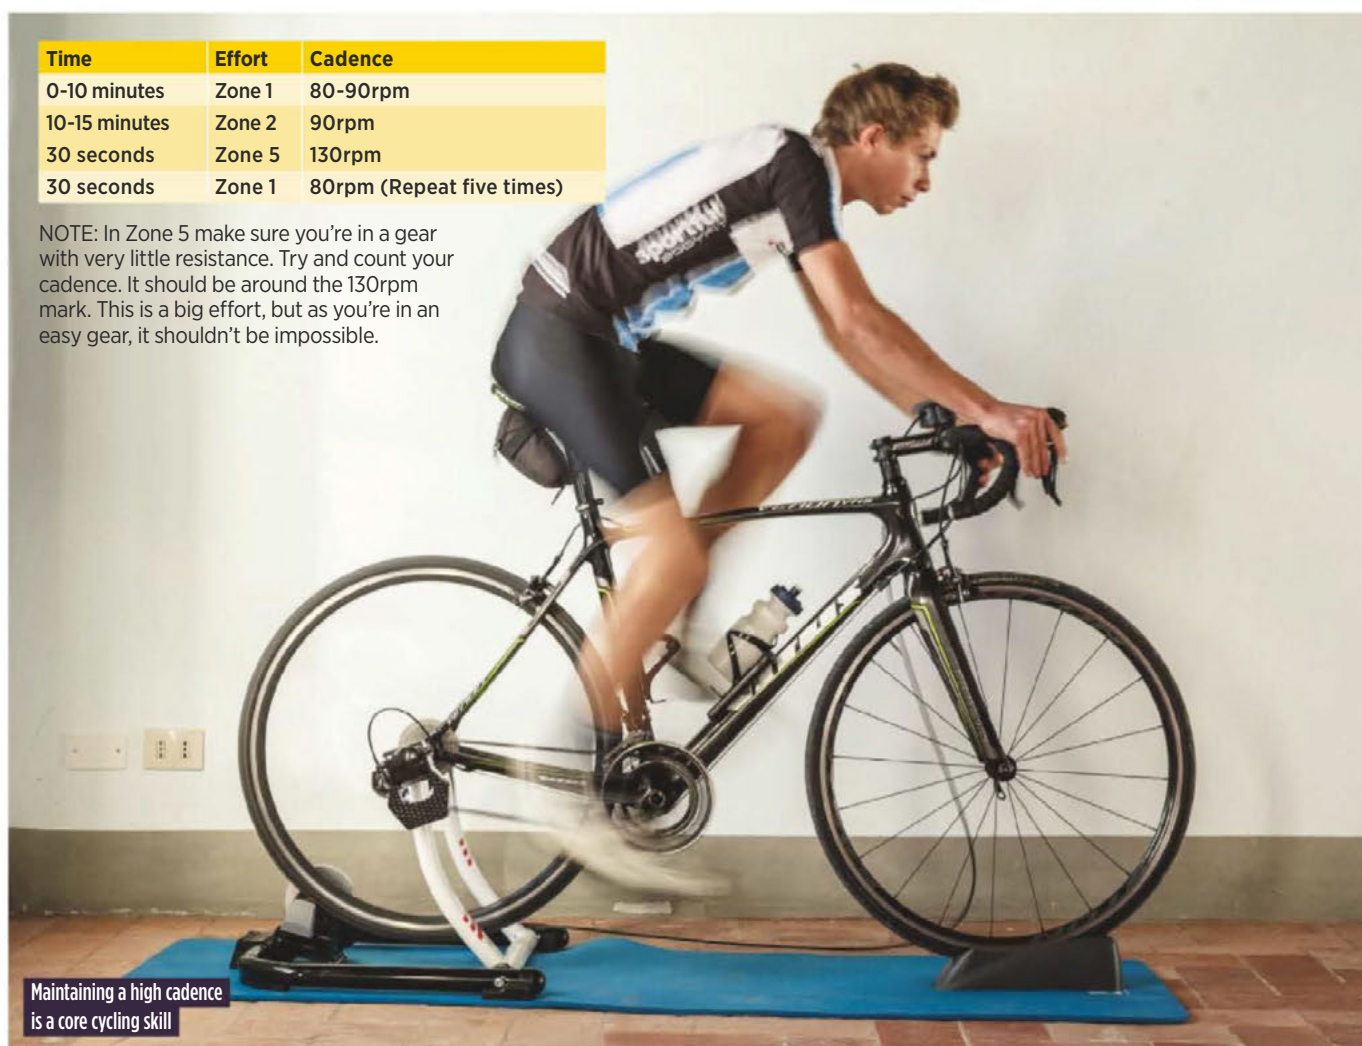 Time Effort Cadence
0-10 minutes Zone 1 80-90rpm
10-15 minutes Zone 2 90rpm
30 seconds Zone 5 130rpm
30 seconds Zone 1 80rpm (Repeat five times)
NOTE: In Zone 5 make sure you’re in a gear
with very little resistance. Try and count your
cadence. It should be around the 130rpm
mark. This is a big effort, but as you’re in an
easy gear, it shouldn’t be impossible.
Maintaining a high cadence
is a core cycling skill